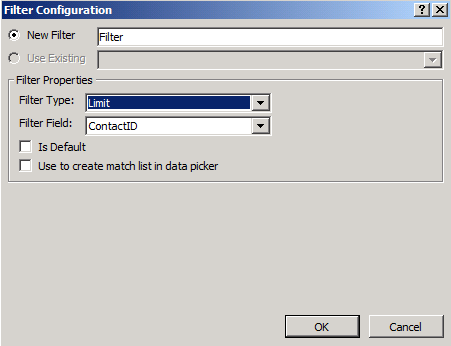 Filter Configuration
New Filter Filter
Use Existing
Filter Properties
Filter Type: Limit
Filter Field: ContactID
Is Default
Use to create match list in data picker
OK Cancel